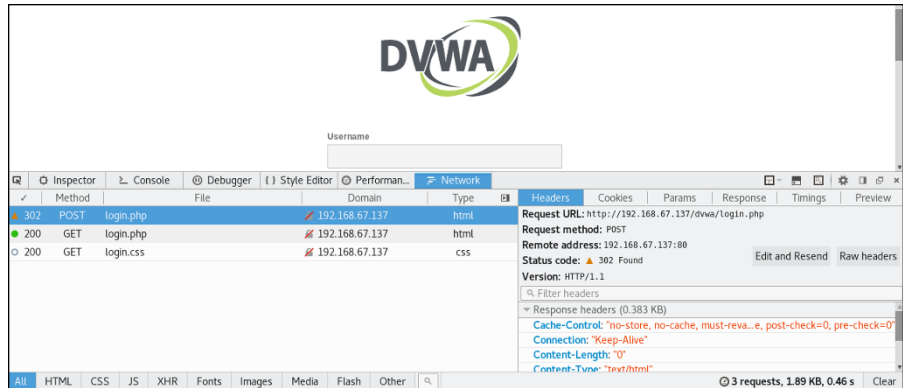 DVWA
Username
Inspector Console Debugger { } Style Editor Performan... Network
✓ Method File Domain Type Headers Cookies Params Response Timings Preview
302 POST login.php 192.168.67.137 html
200 GET login.php 192.168.67.137 html
200 GET login.css 192.168.67.137 css
Request URL: http://192.168.67.137/dvwa/login.php
Request method: POST
Remote address: 192.168.67.137:80
Status code: 302 Found Edit and Resend Raw headers
Version: HTTP/1.1
Filter headers
Response headers (0.383 KB)
Cache-Control: "no-store, no-cache, must-reva...e, post-check=0, pre-check=0"
Connection: "Keep-Alive"
Content-Length: "0"
Content-Type: "text/html"
All HTML CSS JS XHR Fonts Images Media Flash Other 3 requests, 1.89 KB, 0.46 s Clear